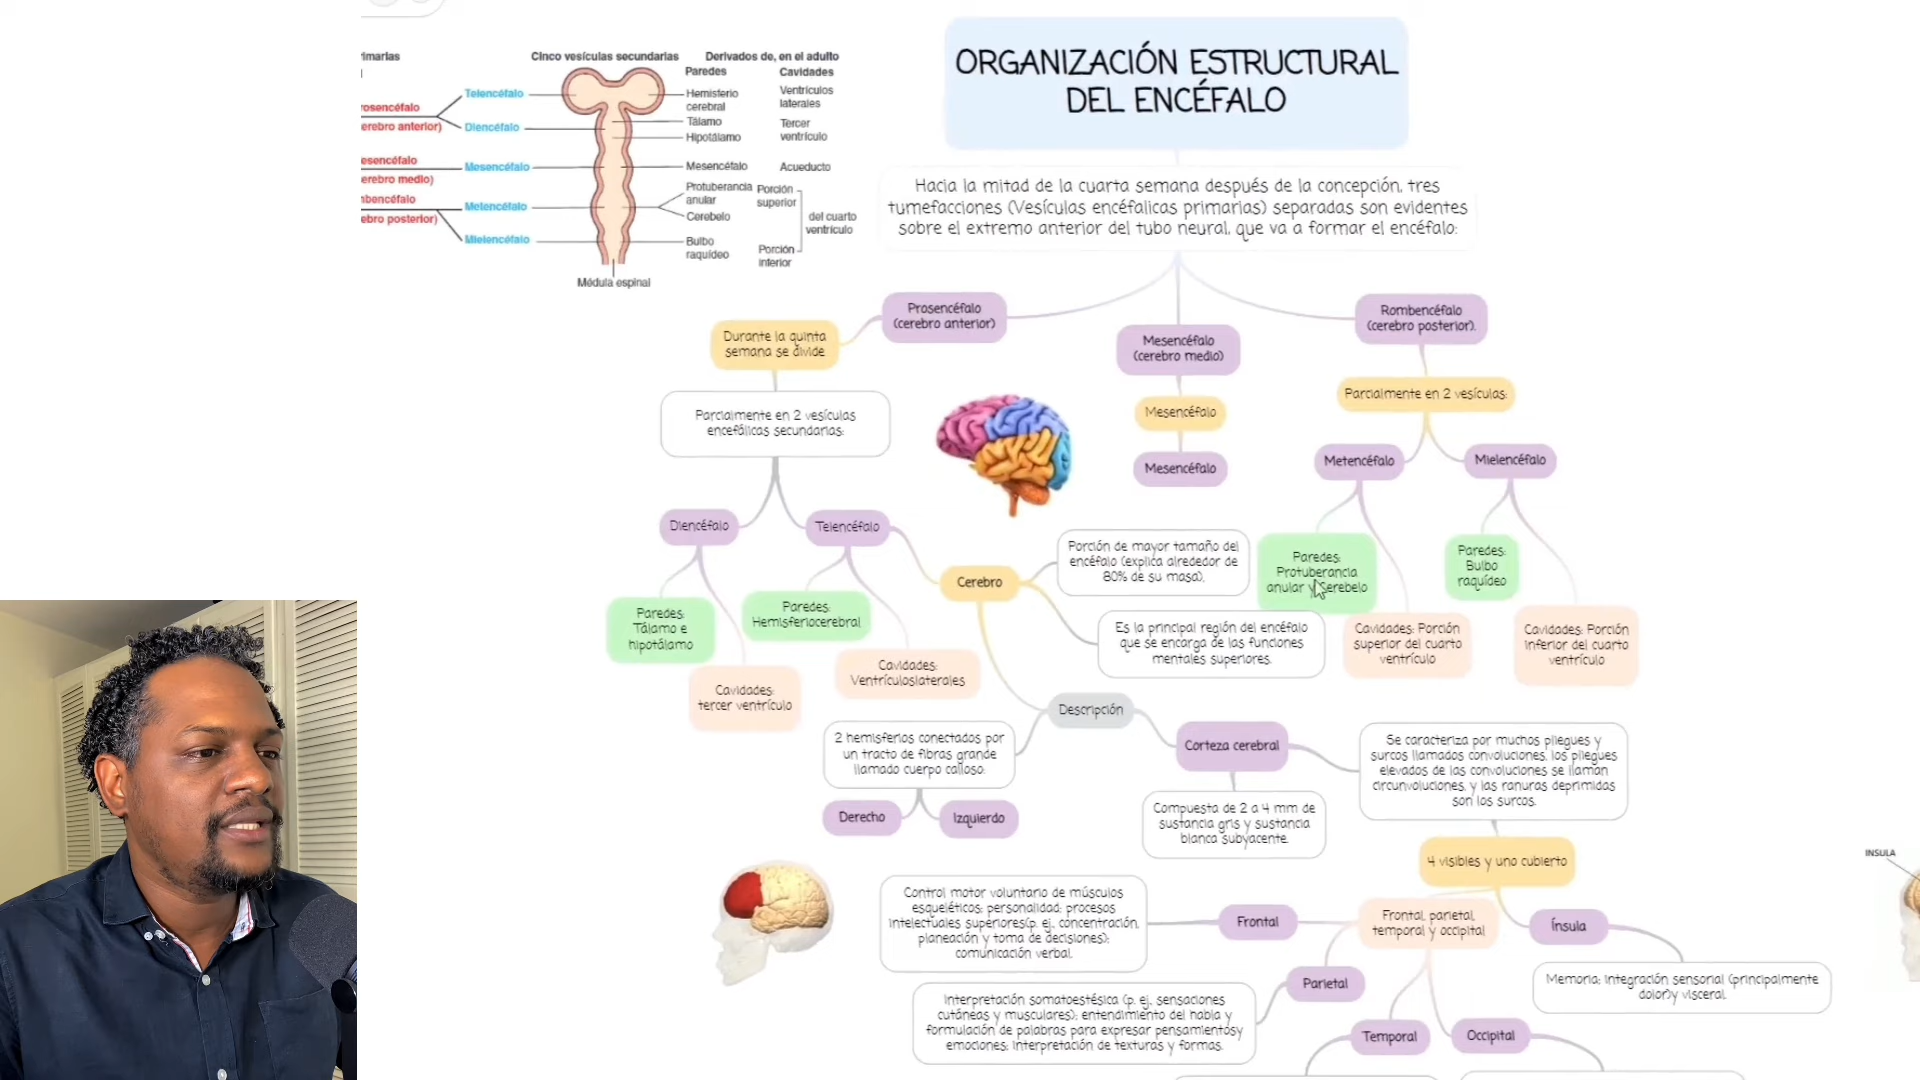 rimarias
Cinco vesículas secundarias
Derivados de, en el adulto
Paredes
Cavidades
Telencéfalo
rosencéfalo
erebro anterior)
Diencéfalo
esencéfalo
erebro medio)
Mesencéfalo
mbencéfalo
ebro posterior)
Metencéfalo
Mielencéfalo
Hemisferio
cerebral
Tálamo
Hipotálamo
Mesencéfalo
Protuberancia
anular
Cerebelo
Bulbo
raquídeo
Ventrículos
laterales
Tercer
ventrículo
Acueducto
Porción
superior
del cuarto
ventrículo
Porción
inferior
Médula espinal
ORGANIZACIÓN ESTRUCTURAL
DEL ENCÉFALO
Hacia la mitad de la cuarta semana después de la concepción, tres
tumefacciones (Vesículas encéfalicas primarias) separadas son evidentes
sobre el extremo anterior del tubo neural, que va a formar el encéfalo:
Prosencéfalo
(cerebro anterior)
Mesencéfalo
(cerebro medio)
Rombencéfalo
(cerebro posterior).
Durante la quinta
semana se divide
Parcialmente en 2 vesículas
encefálicas secundarias:
Mesencéfalo
Mesencéfalo
Parcialmente en 2 vesículas:
Metencéfalo
Mielencéfalo
Diencéfalo
Telencéfalo
Paredes:
Tálamo e
hipotálamo
Cavidades:
tercer ventrículo
Paredes:
Hemisferiocerebral
Cavidades:
Ventrículoslaterales
Cerebro
Porción de mayor tamaño del
encéfalo (explica alrededor de
80% de su masa),
Es la principal región del encéfalo
que se encarga de las funciones
mentales superiores.
Paredes:
Protuberancia
anular y Cerebelo
Cavidades: Porción
superior del cuarto
ventrículo
Paredes:
Bulbo
raquídeo
Cavidades: Porción
inferior del cuarto
ventrículo
Descripción
2 hemisferios conectados por
un tracto de fibras grande
llamado cuerpo calloso:
Derecho
Izquierdo
Corteza cerebral
Compuesta de 2 a 4 mm de
sustancia gris y sustancia
blanca subyacente.
Se caracteriza por muchos pliegues y
surcos llamados convoluciones, los pliegues
elevados de las convoluciones se llaman
circunvoluciones, y las ranuras deprimidas
son los surcos.
4 visibles y uno cubierto
Frontal, parietal,
temporal y occipital
Ínsula
Memoria; integración sensorial (principalmente
dolor)y visceral.
Frontal
Control motor voluntario de músculos
esqueléticos; personalidad; procesos
intelectuales superiores(p. ej., concentración,
planeación y toma de decisiones);
comunicación verbal.
Parietal
Interpretación somatoestésica (p. ej., sensaciones
cutáneas y musculares); entendimiento del habla y
formulación de palabras para expresar pensamientosy
emociones; interpretación de texturas y formas.
Temporal
Occipital
INSULA